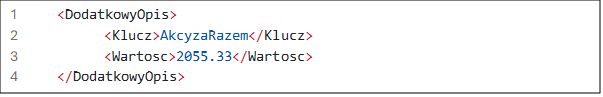 1 <DodatkowyOpis>
2 <Klucz>AkcyzaRazem</Klucz>
3 <Wartosc>2055.33</Wartosc>
4 </DodatkowyOpis>